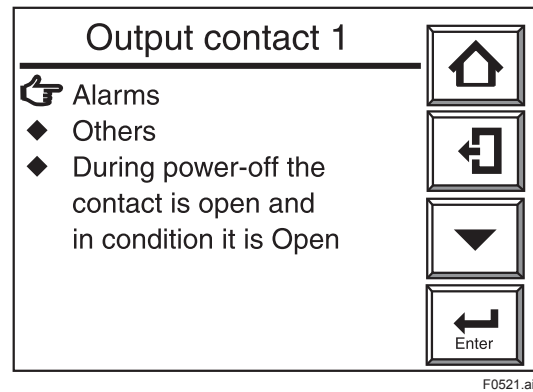 Output contact 1
Alarms
Others
During power-off the
contact is open and
in condition it is Open
Enter
F0521.ai